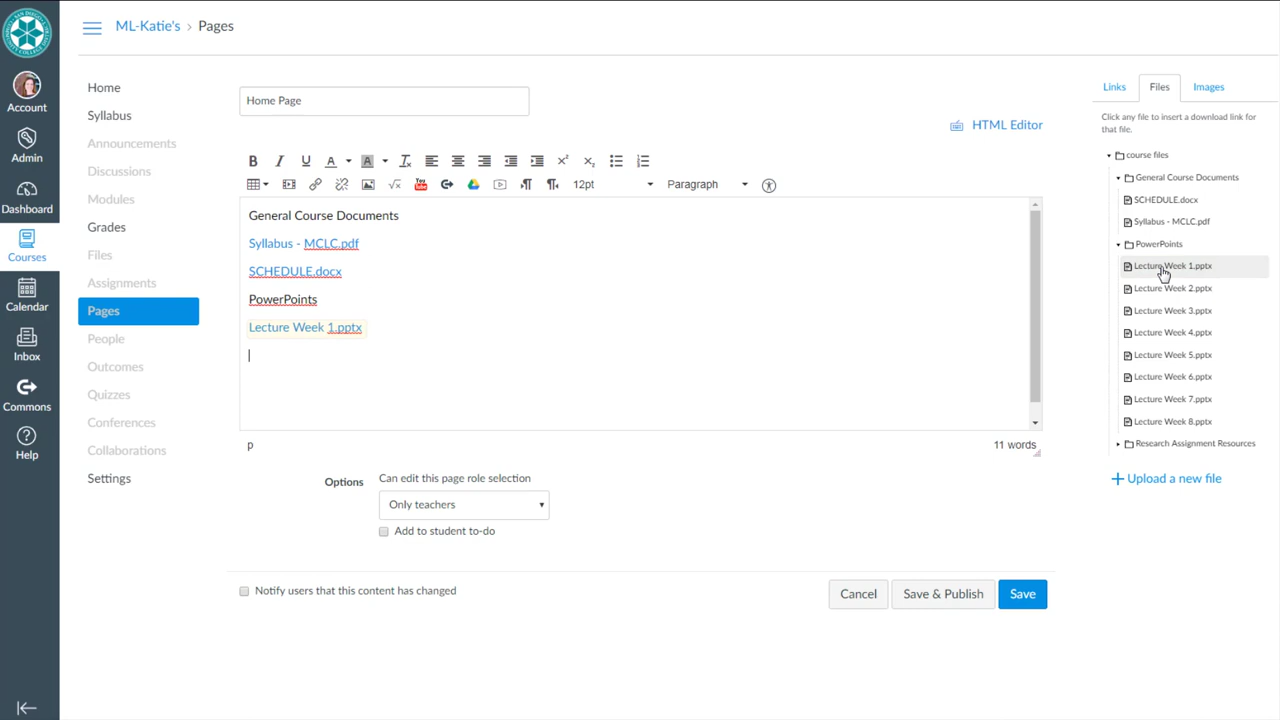 ML-Katie's › Pages
Account
Admin
Dashboard
Courses
Calendar
Inbox
Commons
Help
Home
Syllabus
Announcements
Discussions
Modules
Grades
Files
Assignments
Pages
People
Outcomes
Quizzes
Conferences
Collaborations
Settings
Home Page
HTML Editor
12pt
Paragraph
General Course Documents
Syllabus - MCLC.pdf
SCHEDULE.docx
PowerPoints
Lecture Week 1.pptx
p
11 words
Options
Can edit this page role selection
Only teachers
Add to student to-do
Notify users that this content has changed
Cancel
Save & Publish
Save
Links
Files
Images
Click any file to insert a download link for
that file.
course files
General Course Documents
SCHEDULE.docx
Syllabus - MCLC.pdf
PowerPoints
Lecture Week 1.pptx
Lecture Week 2.pptx
Lecture Week 3.pptx
Lecture Week 4.pptx
Lecture Week 5.pptx
Lecture Week 6.pptx
Lecture Week 7.pptx
Lecture Week 8.pptx
Research Assignment Resources
Upload a new file